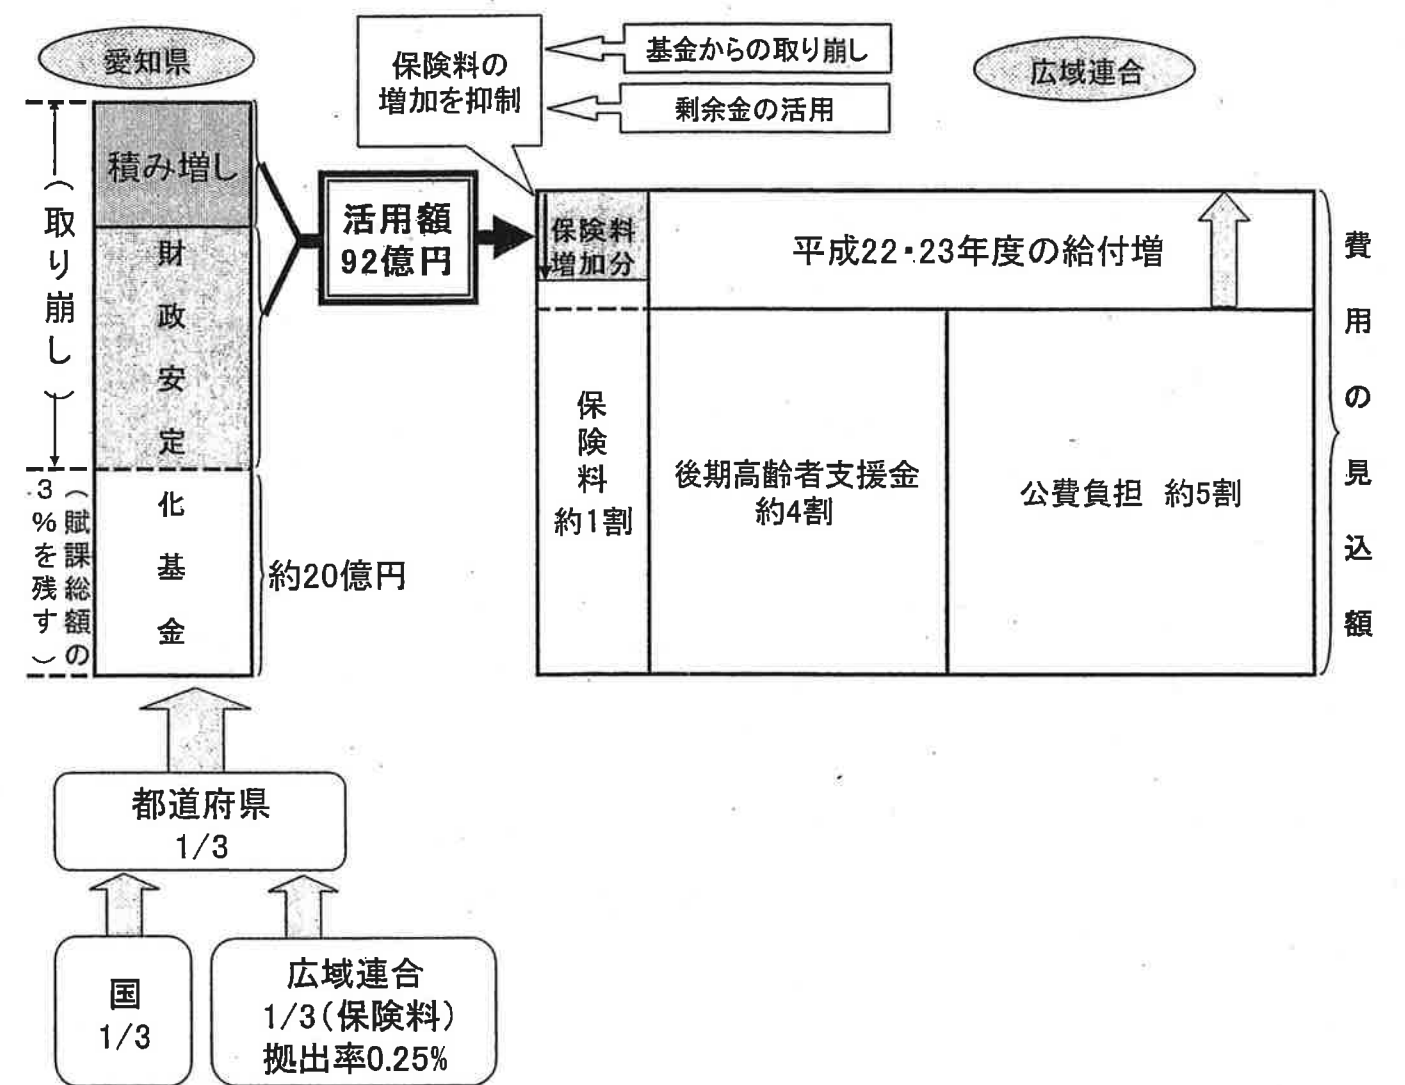 愛知県
保険料の
増加を抑制
基金からの取り崩し
剰余金の活用
広域連合
積み増し
(取り崩し)
財政安定化基金
活用額
92億円
保険料
増加分
平成22・23年度の給付増
費用の見込額
保険料
約1割
後期高齢者支援金
約4割
公費負担 約5割
(賦課総額の
3%を残す)
約20億円
都道府県
1/3
国
1/3
広域連合
1/3(保険料)
拠出率0.25%